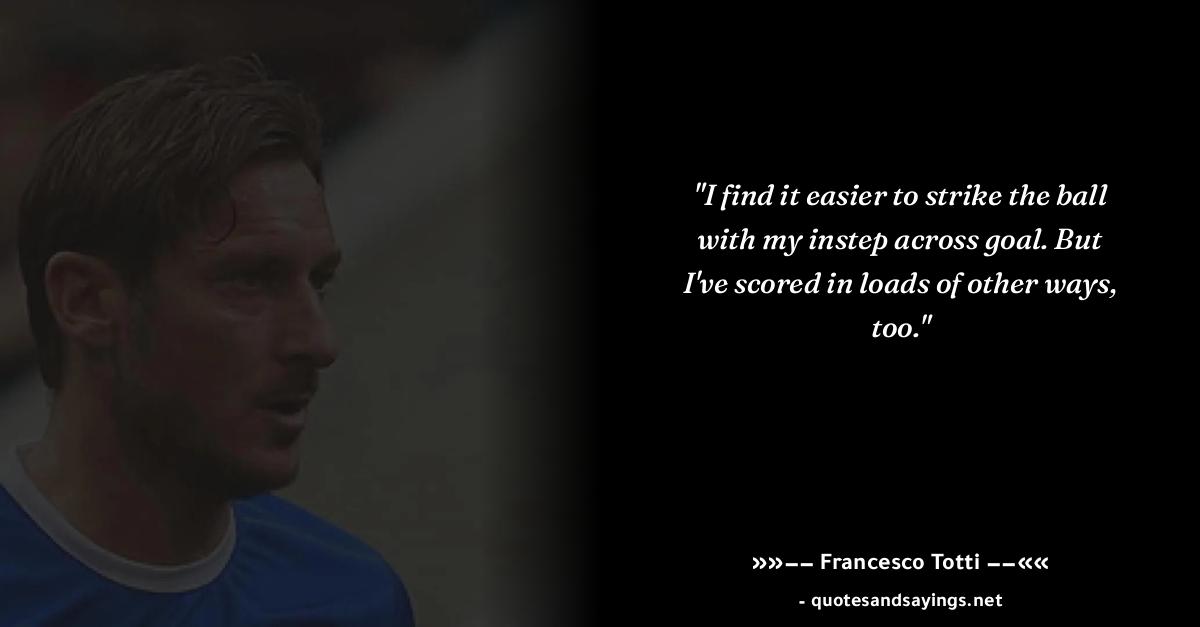 "I find it easier to strike the ball
with my instep across goal. But
I've scored in loads of other ways,
too."
»»–– Francesco Totti ––««
- quotesandsayings.net